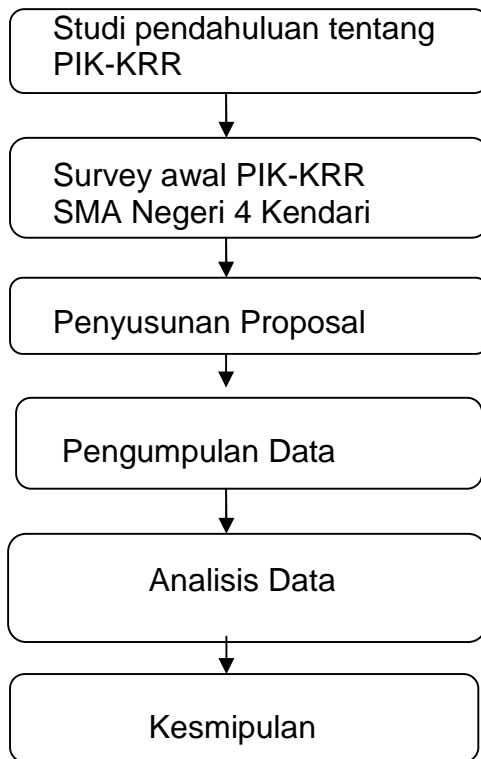 Studi pendahuluan tentang
PIK-KRR
Survey awal PIK-KRR
SMA Negeri 4 Kendari
Penyusunan Proposal
Pengumpulan Data
Analisis Data
Kesmipulan